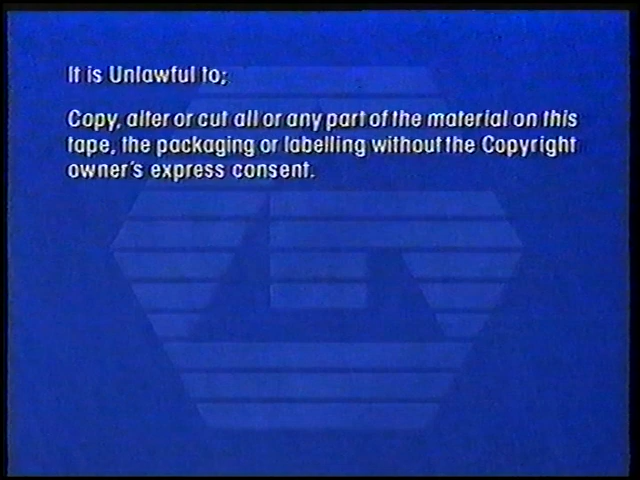 It is Unlawful to;
Copy, alter or cut all or any part of the material on this
tape, the packaging or labelling without the Copyright
owner's express consent.